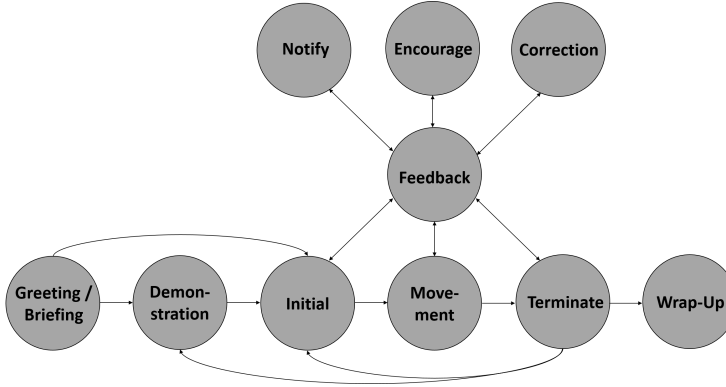 Notify
Encourage
Correction
Feedback
Greeting /
Briefing
Demon-
stration
Initial
Move-
ment
Terminate
Wrap-Up